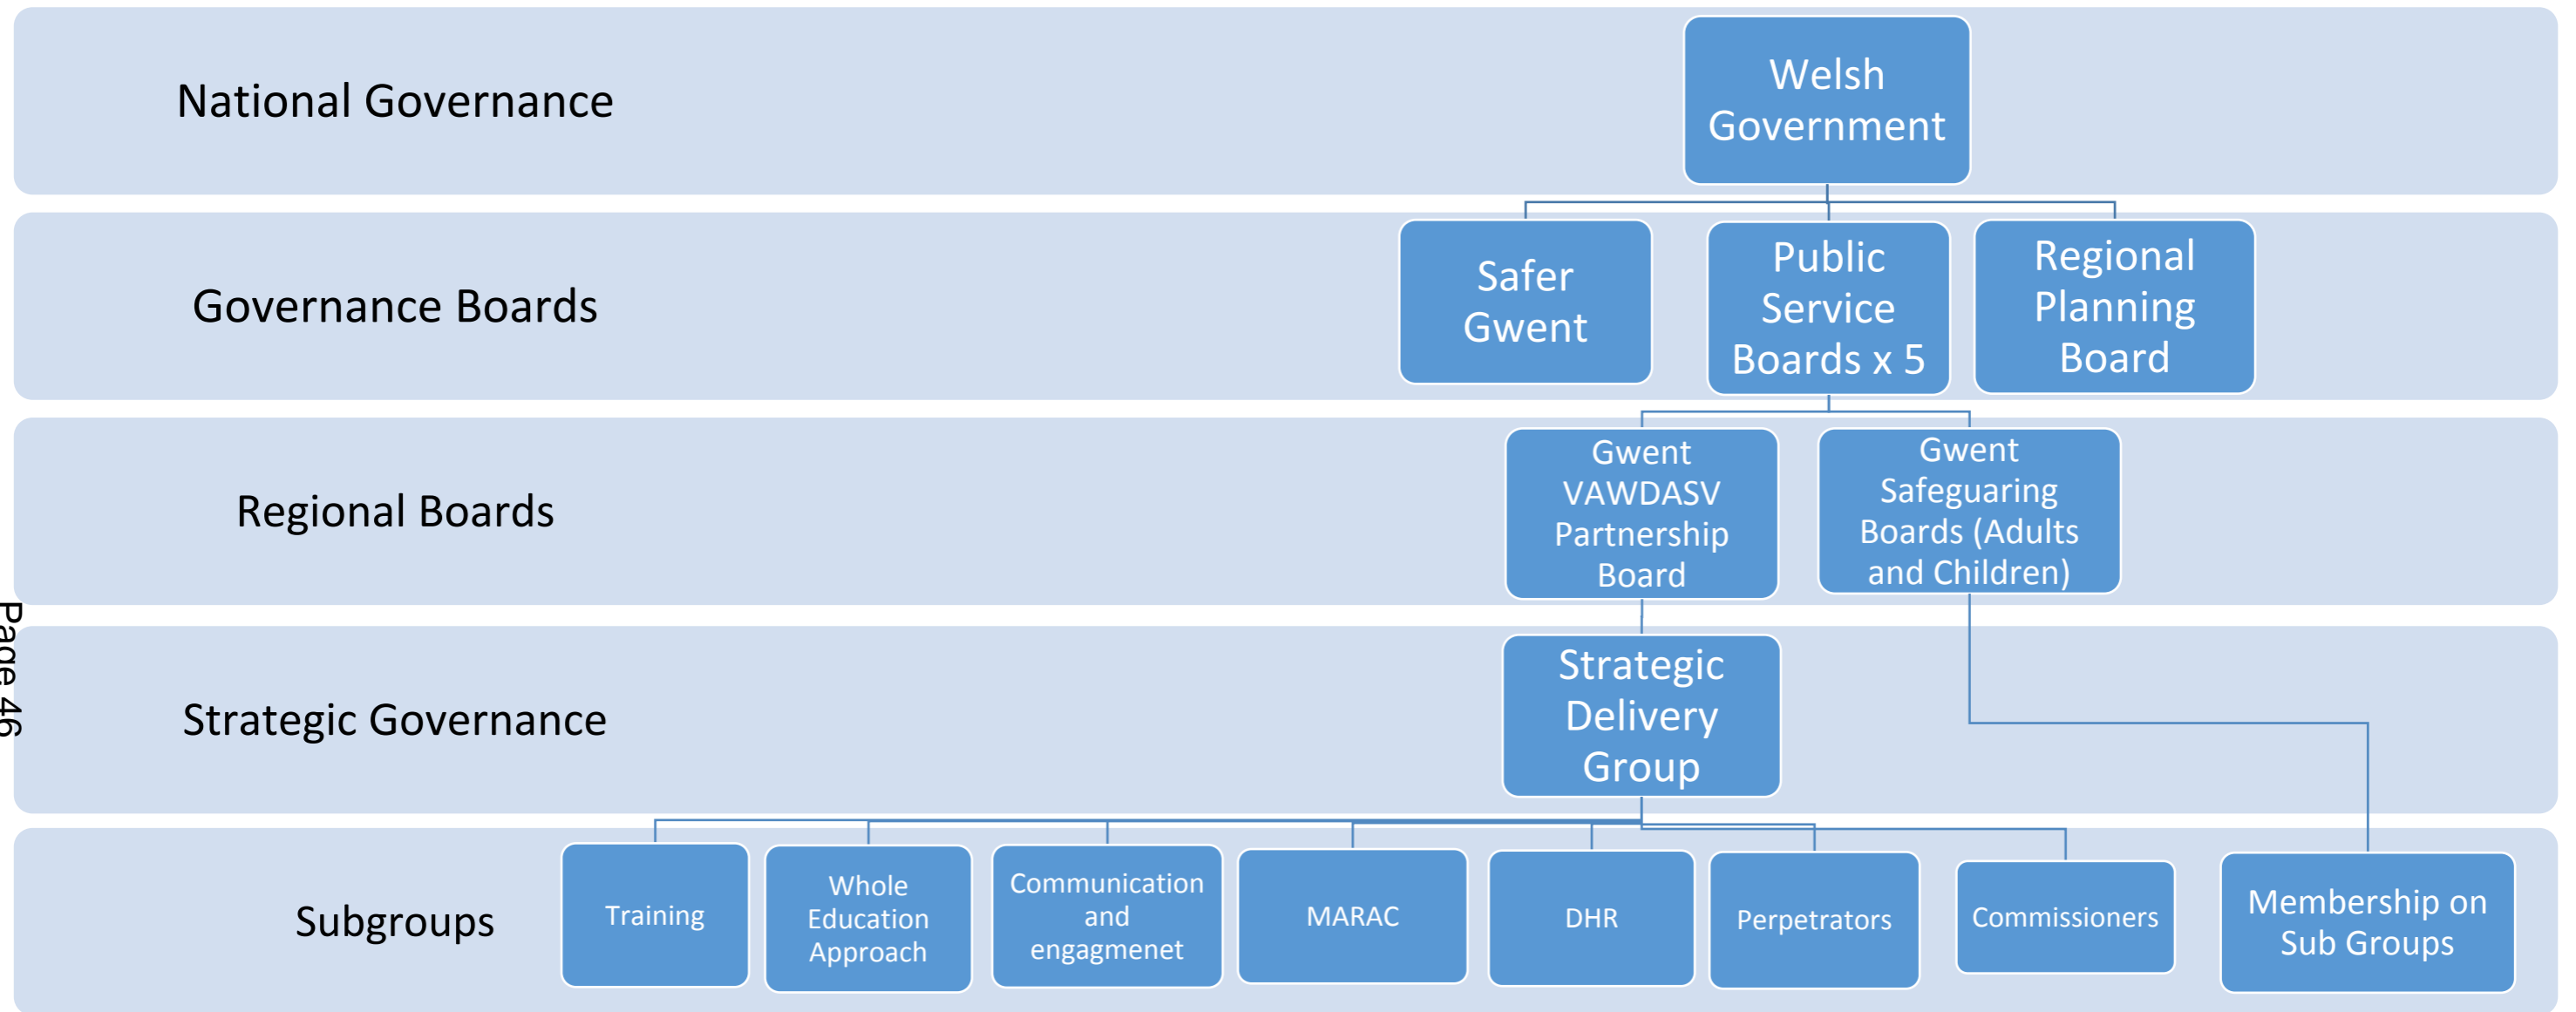 National Governance
Welsh
Government
Governance Boards
Safer
Gwent
Public
Service
Boards x 5
Regional
Planning
Board
Regional Boards
Gwent
VAWDASV
Partnership
Board
Gwent
Safeguaring
Boards (Adults
and Children)
Page 46
Strategic Governance
Strategic
Delivery
Group
Subgroups
Training
Whole
Education
Approach
Communication
and
engagmenet
MARAC
DHR
Perpetrators
Commissioners
Membership on
Sub Groups